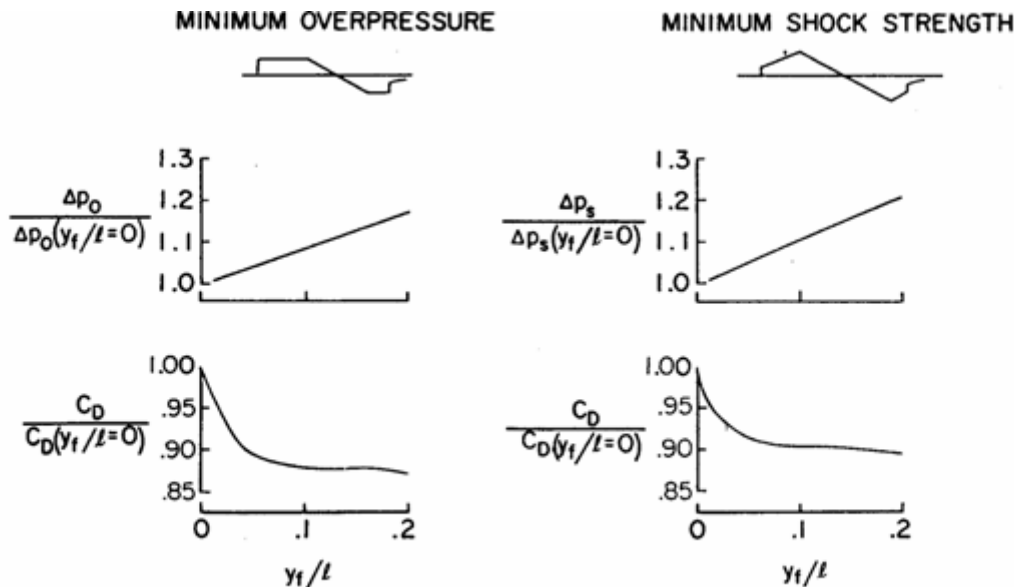 MINIMUM OVERPRESSURE
MINIMUM SHOCK STRENGTH
1.3
1.2
1.1
1.0
Δp₀
Δp₀(y_f/ℓ=0)
1.3
1.2
1.1
1.0
Δp_s
Δp_s(y_f/ℓ=0)
1.00
.95
.90
.85
C_D
C_D(y_f/ℓ=0)
0 .1 .2
y_f/ℓ
1.00
.95
.90
.85
C_D
C_D(y_f/ℓ=0)
0 .1 .2
y_f/ℓ